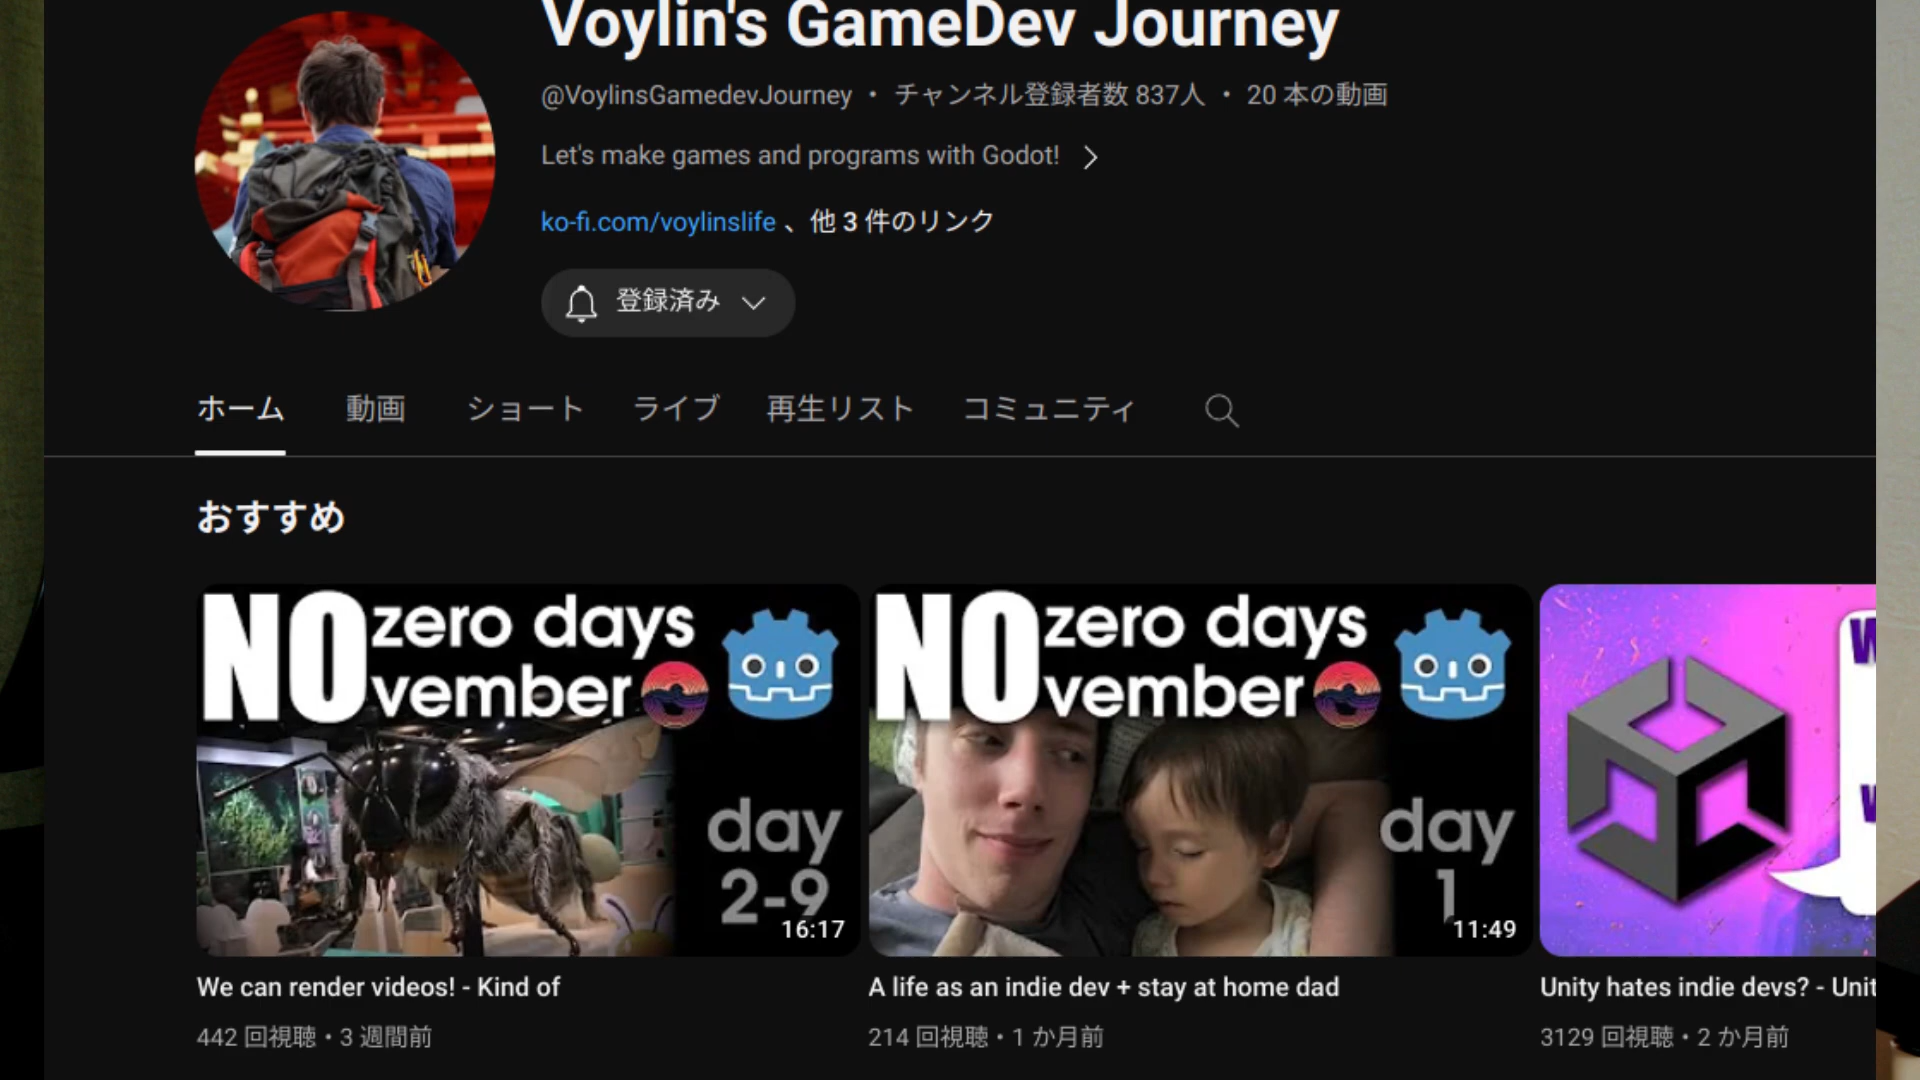 Voylin's GameDev Journey
@VoylinsGamedevJourney ・ チャンネル登録者数 837人 ・ 20 本の動画
Let's make games and programs with Godot!
ko-fi.com/voylinslife 、他 3 件のリンク
登録済み
ホーム 動画 ショート ライブ 再生リスト コミュニティ
おすすめ
NO zero days
vember
day
2-9
16:17
NO zero days
vember
day
1
11:49
We can render videos! - Kind of
442 回視聴・3 週間前
A life as an indie dev + stay at home dad
214 回視聴・1 か月前
Unity hates indie devs? - Unit
3129 回視聴・2 か月前